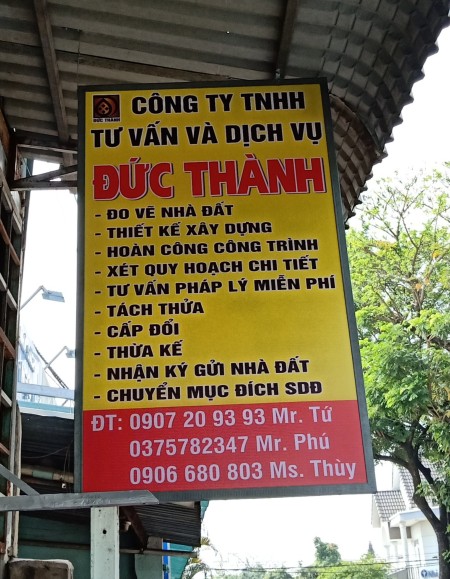 ĐỨC THÀNH
CÔNG TY TNHH
TƯ VẤN VÀ DỊCH VỤ
ĐỨC THÀNH
- ĐO VẼ NHÀ ĐẤT
- THIẾT KẾ XÂY DỰNG
- HOÀN CÔNG CÔNG TRÌNH
- XÉT QUY HOẠCH CHI TIẾT
- TƯ VẤN PHÁP LÝ MIỄN PHÍ
- TÁCH THỬA
- CẤP ĐỔI
- THỪA KẾ
- NHẬN KÝ GỬI NHÀ ĐẤT
- CHUYỂN MỤC ĐÍCH SDĐ
ĐT: 0907 20 93 93 Mr. Tứ
0375782347 Mr. Phú
0906 680 803 Ms. Thùy